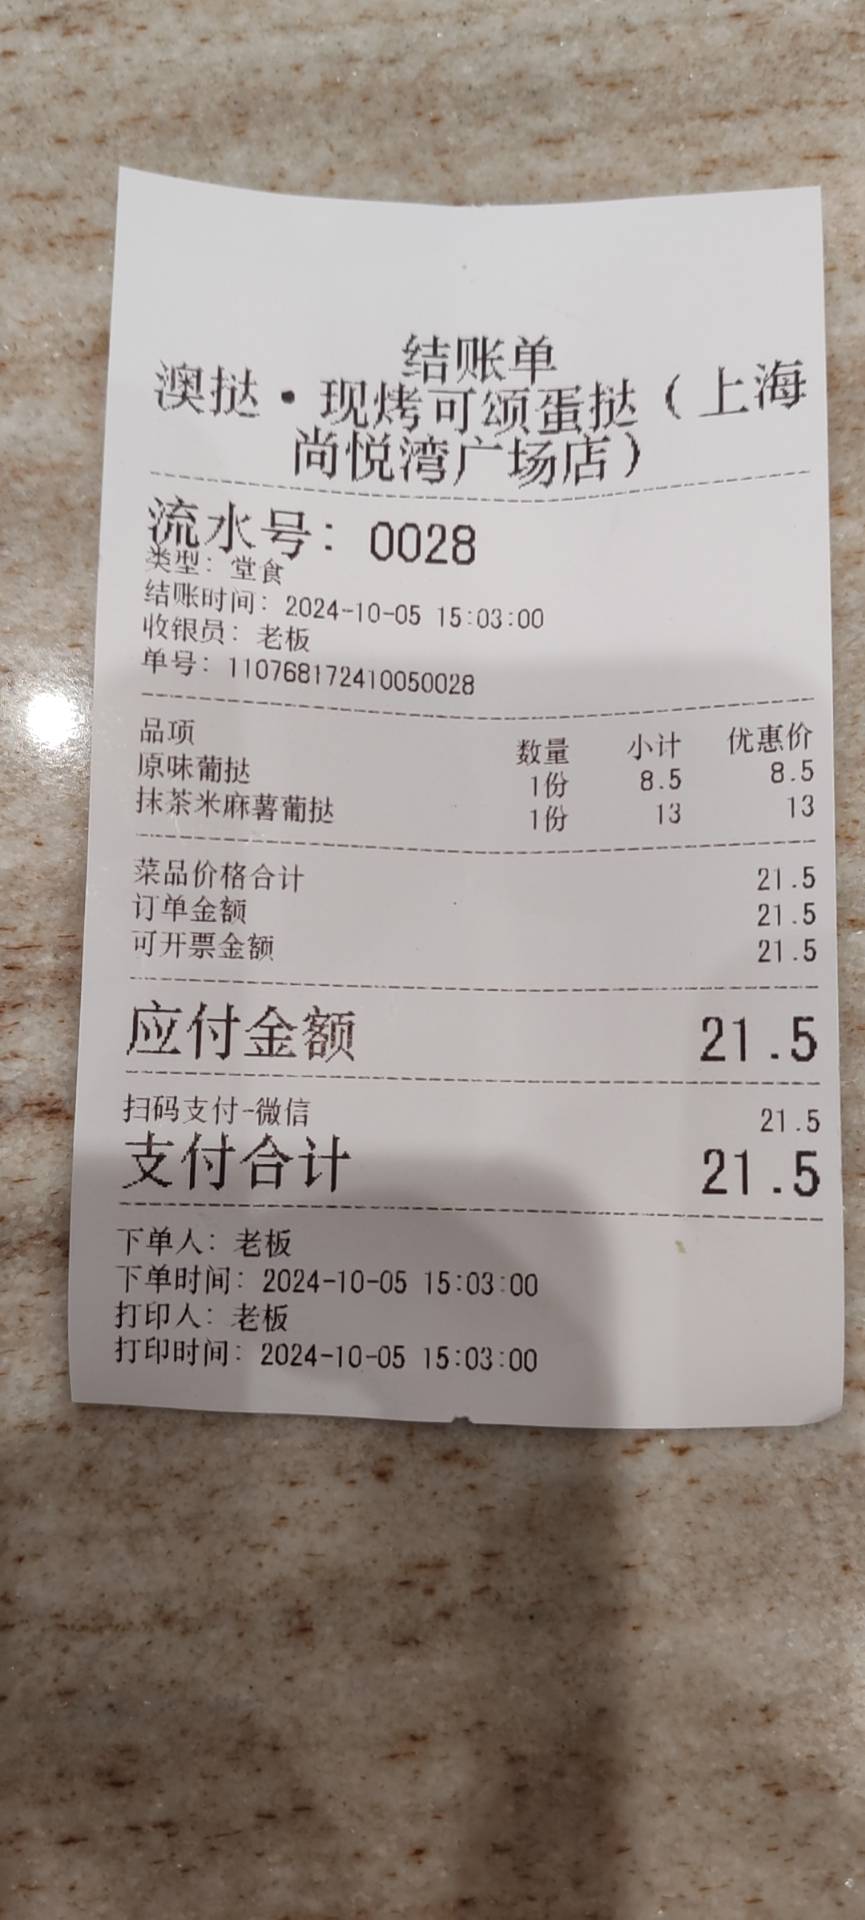 结账单
澳挞·现烤可颂蛋挞（上海
尚悦湾广场店）
流水号：0028
类型：堂食
结账时间：2024-10-05 15:03:00
收银员：老板
单号：110768172410050028
品项 数量 小计 优惠价
原味葡挞 1份 8.5 8.5
抹茶米麻薯葡挞 1份 13 13
菜品价格合计 21.5
订单金额 21.5
可开票金额 21.5
应付金额 21.5
扫码支付-微信 21.5
支付合计 21.5
下单人：老板
下单时间：2024-10-05 15:03:00
打印人：老板
打印时间：2024-10-05 15:03:00